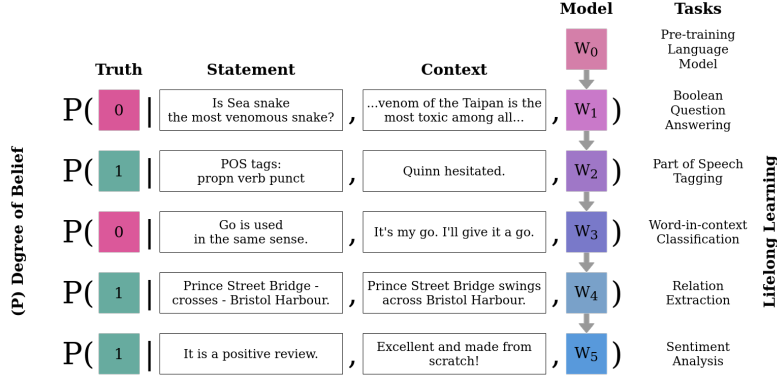 Model
Tasks
W0
Pre-training
Language
Model
Truth
Statement
Context
P( 0 | Is Sea snake
the most venomous snake? , ...venom of the Taipan is the
most toxic among all... , W1 )
Boolean
Question
Answering
P( 1 | POS tags:
propn verb punct , Quinn hesitated. , W2 )
Part of Speech
Tagging
P( 0 | Go is used
in the same sense. , It's my go. I'll give it a go. , W3 )
Word-in-context
Classification
P( 1 | Prince Street Bridge -
crosses - Bristol Harbour. , Prince Street Bridge swings
across Bristol Harbour. , W4 )
Relation
Extraction
P( 1 | It is a positive review. , Excellent and made from
scratch! , W5 )
Sentiment
Analysis
(P) Degree of Belief
Lifelong Learning